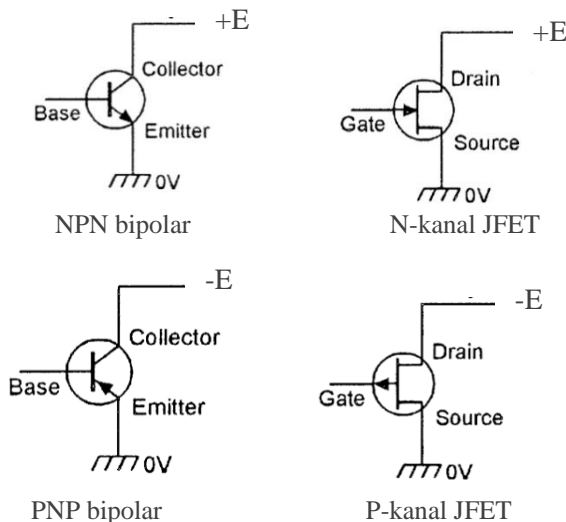 +E
Collector
Base
Emitter
0V
NPN bipolar
+E
Drain
Gate
Source
0V
N-kanal JFET
-E
Collector
Base
Emitter
0V
PNP bipolar
-E
Drain
Gate
Source
0V
P-kanal JFET